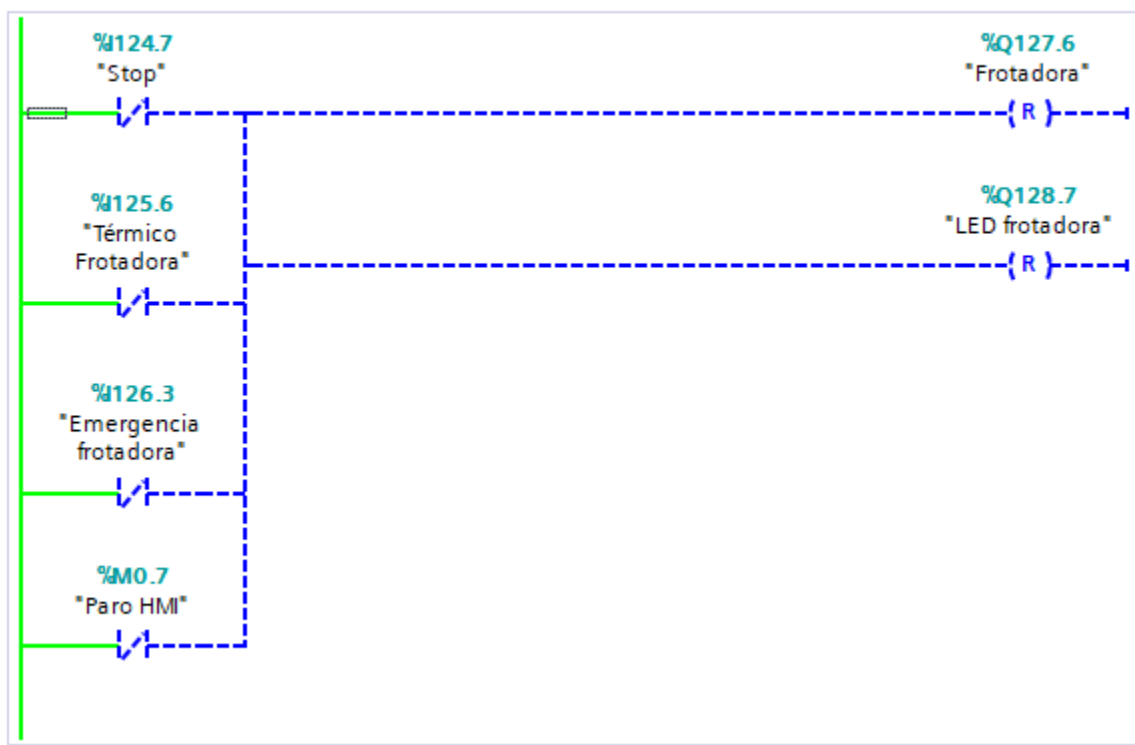 %I124.7
"Stop"
%Q127.6
"Frotadora"
R
%I125.6
"Térmico
Frotadora"
%Q128.7
"LED frotadora"
R
%I126.3
"Emergencia
frotadora"
%M0.7
"Paro HMI"